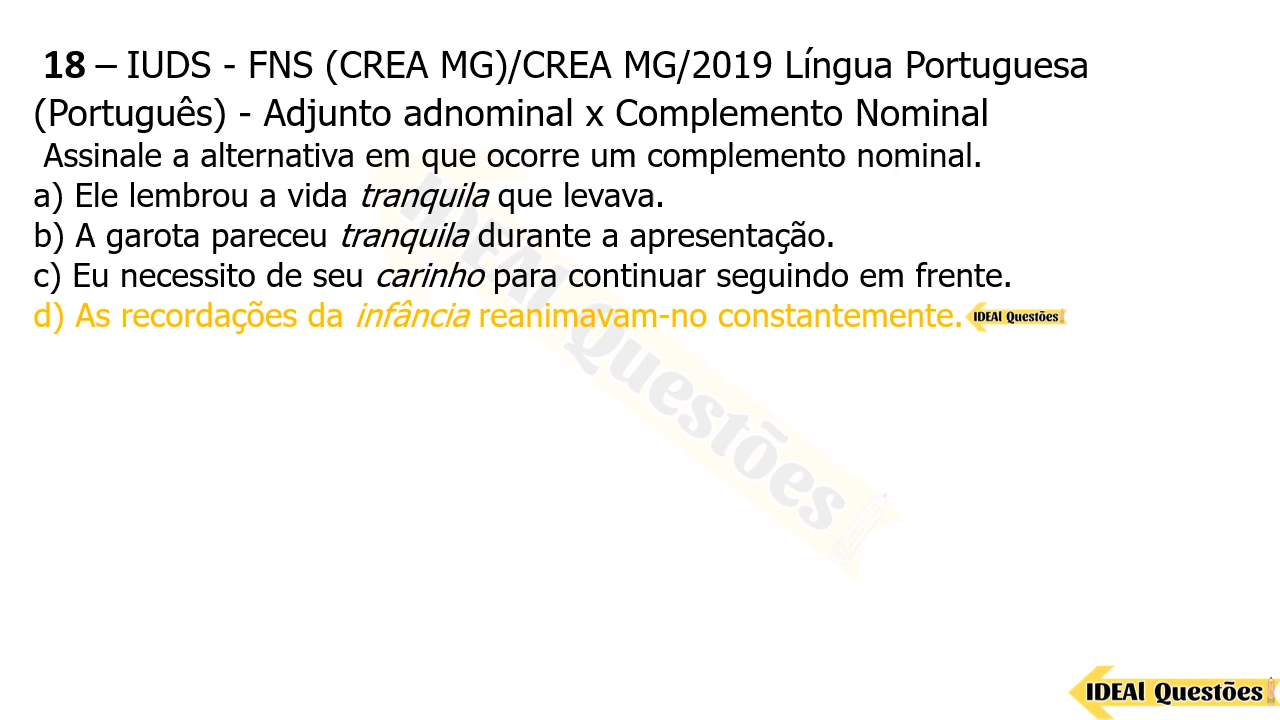 18 – IUDS - FNS (CREA MG)/CREA MG/2019 Língua Portuguesa
(Português) - Adjunto adnominal x Complemento Nominal
Assinale a alternativa em que ocorre um complemento nominal.
a) Ele lembrou a vida tranquila que levava.
b) A garota pareceu tranquila durante a apresentação.
c) Eu necessito de seu carinho para continuar seguindo em frente.
d) As recordações da infância reanimavam-no constantemente. IDEAl Questões
IDEAl Questões
IDEAl Questões